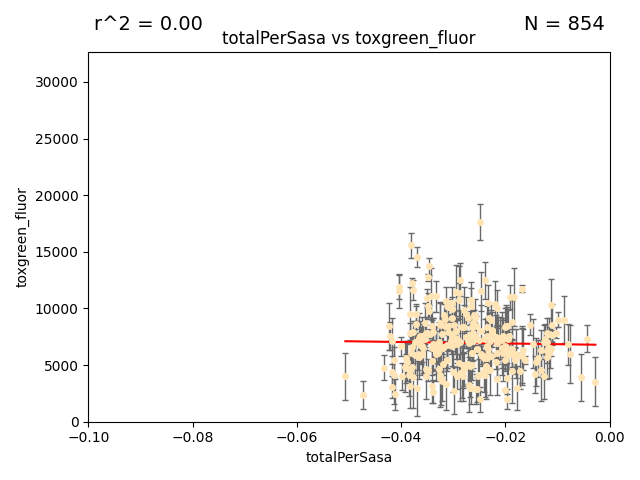 r^2 = 0.00
N = 854
totalPerSasa vs toxgreen_fluor
30000
25000
20000
15000
10000
5000
0
toxgreen_fluor
−0.10
−0.08
−0.06
−0.04
−0.02
0.00
totalPerSasa